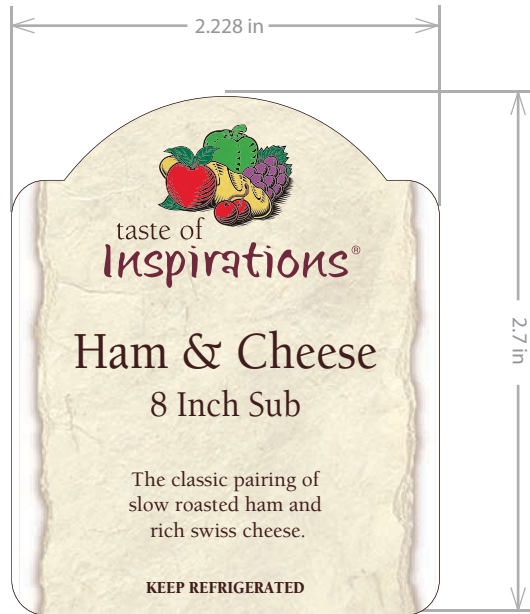 2.228 in
taste of
Inspirations®
2.7 in
Ham & Cheese
8 Inch Sub
The classic pairing of
slow roasted ham and
rich swiss cheese.
KEEP REFRIGERATED